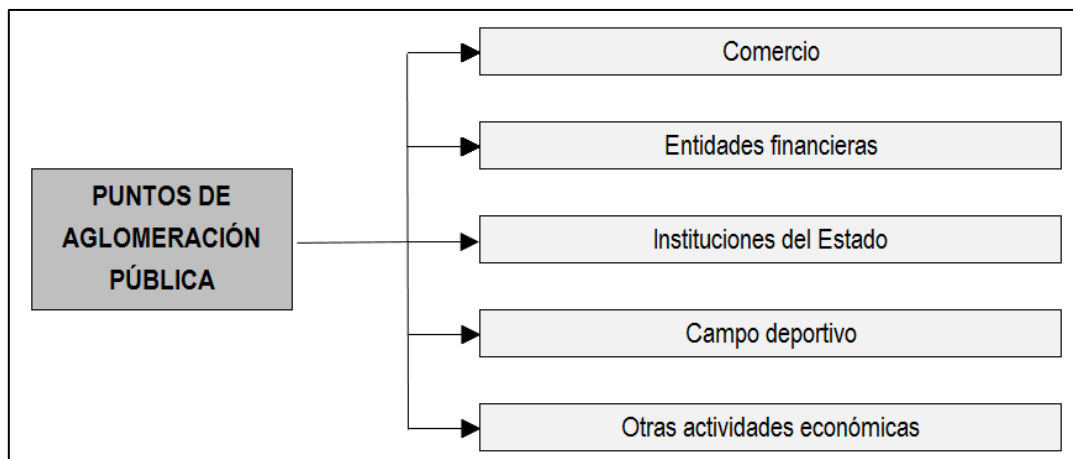 PUNTOS DE
AGLOMERACIÓN
PÚBLICA
Comercio
Entidades financieras
Instituciones del Estado
Campo deportivo
Otras actividades económicas